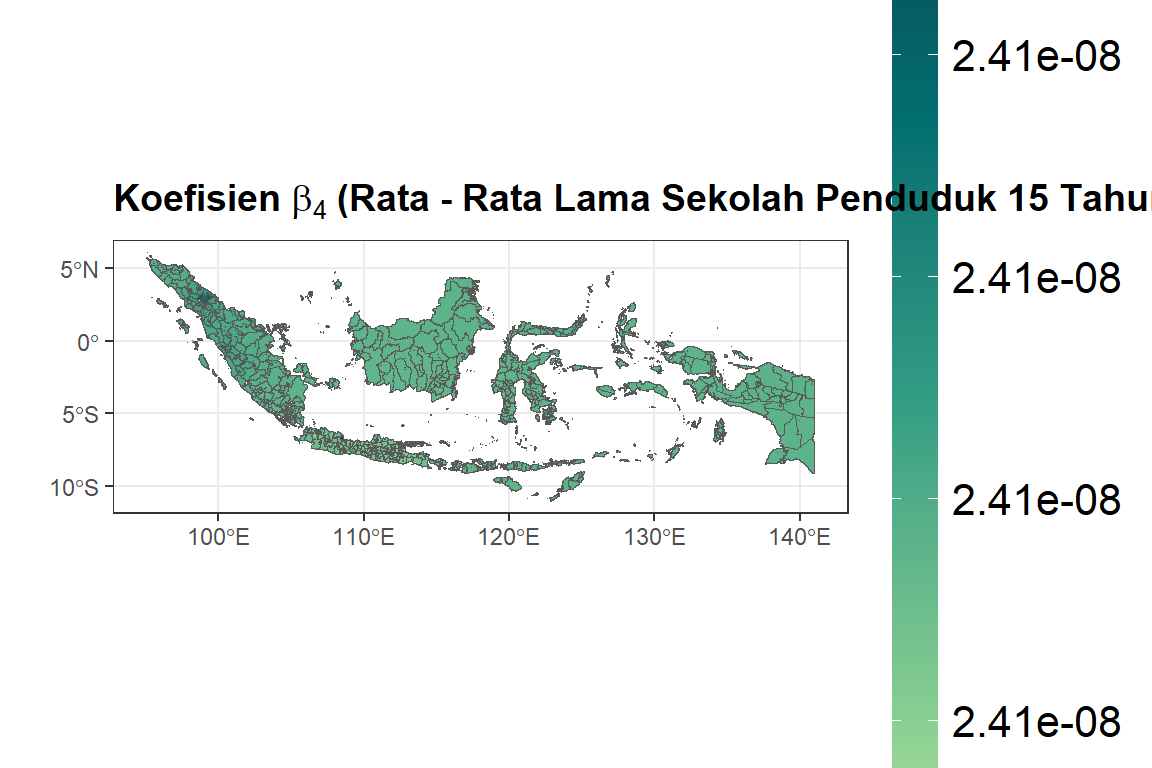 Koefisien β4 (Rata - Rata Lama Sekolah Penduduk 15 Tahun
5°N
0°
5°S
10°S
100°E
110°E
120°E
130°E
140°E
2.41e-08
2.41e-08
2.41e-08
2.41e-08